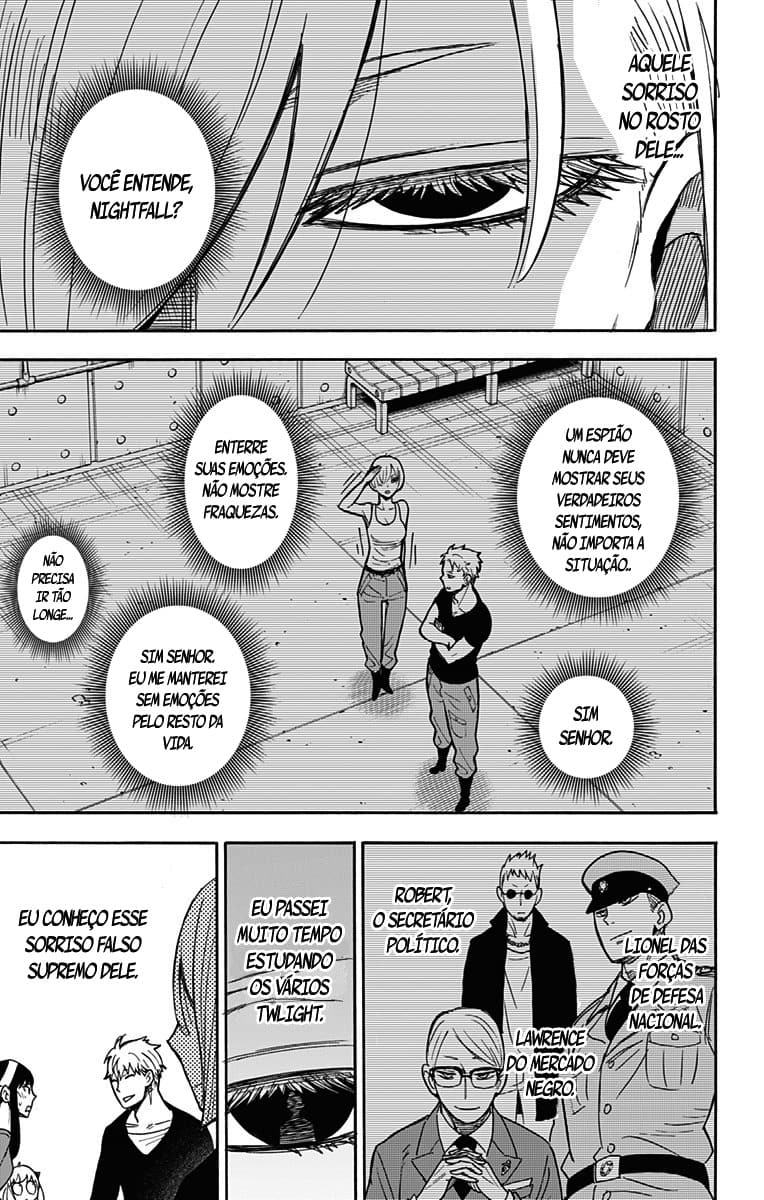 AQUELE
SORRISO
NO ROSTO
DELE...
VOCÊ ENTENDE,
NIGHTFALL?
UM ESPIÃO
NUNCA DEVE
MOSTRAR SEUS
VERDADEIROS
SENTIMENTOS,
NÃO IMPORTA A
SITUAÇÃO.
SIM
SENHOR.
ENTERRE
SUAS EMOÇÕES.
NÃO MOSTRE
FRAQUEZAS.
SIM SENHOR.
EU ME MANTEREI
SEM EMOÇÕES
PELO RESTO DA
VIDA.
NÃO
PRECISA
IR TÃO
LONGE...
LIONEL DAS
FORÇAS
DE DEFESA
NACIONAL.
LAWRENCE
DO MERCADO
NEGRO.
ROBERT,
O SECRETÁRIO
POLÍTICO.
EU PASSEI
MUITO TEMPO
ESTUDANDO
OS VÁRIOS
TWLIGHT.
EU CONHEÇO ESSE
SORRISO FALSO
SUPREMO DELE.